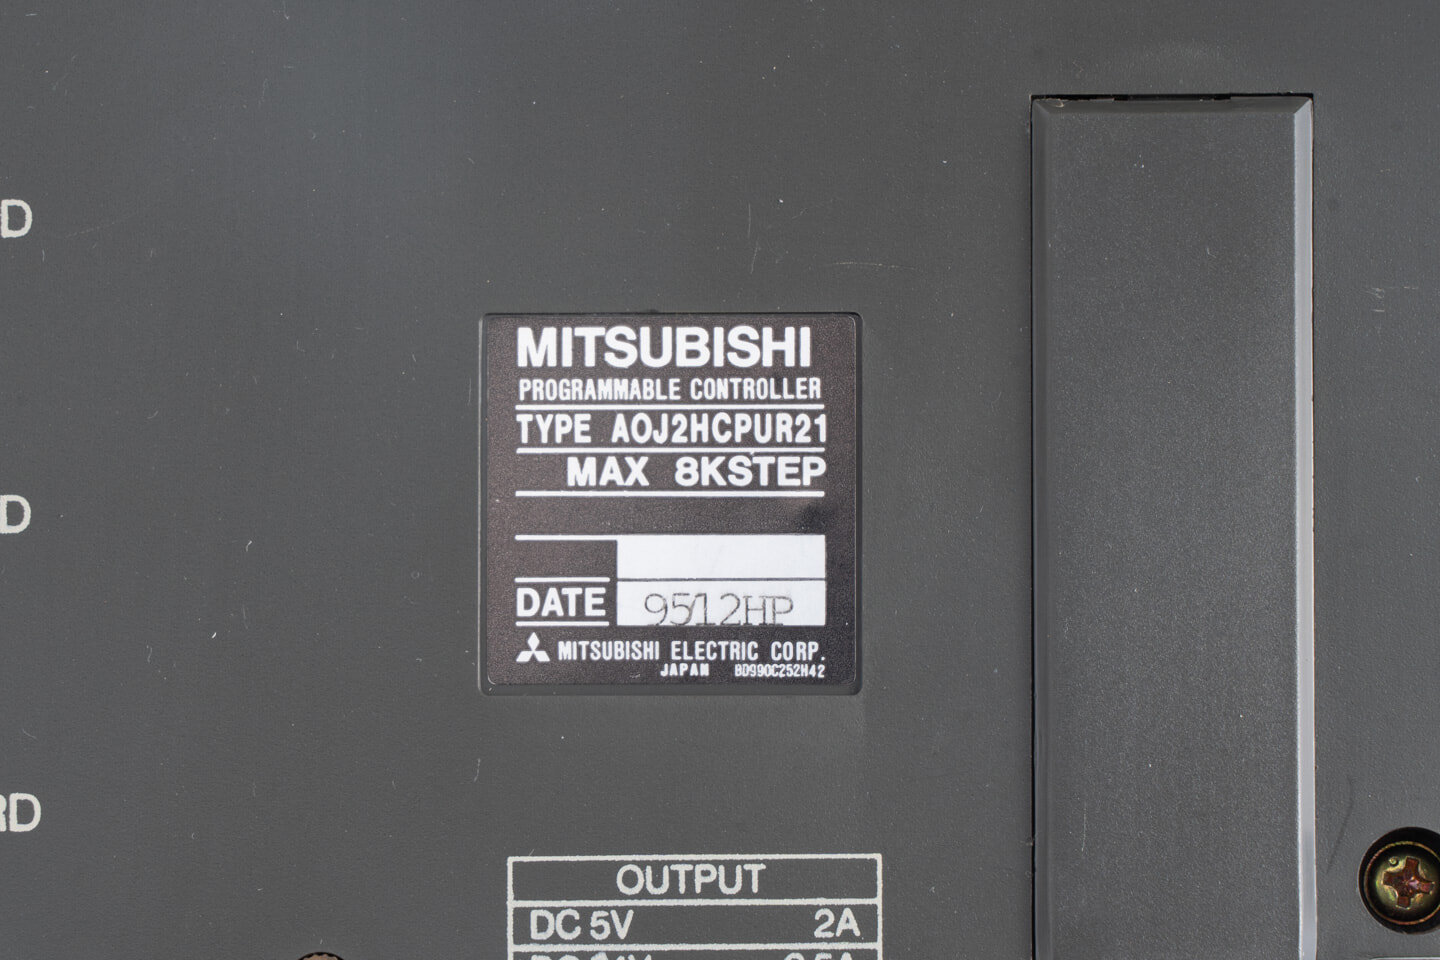 D
MITSUBISHI
PROGRAMMABLE CONTROLLER
TYPE A0J2HCPUR21
MAX 8KSTEP
D
DATE 9512HP
MITSUBISHI ELECTRIC CORP.
JAPAN BD990C252H42
RD
OUTPUT
DC 5V 2A